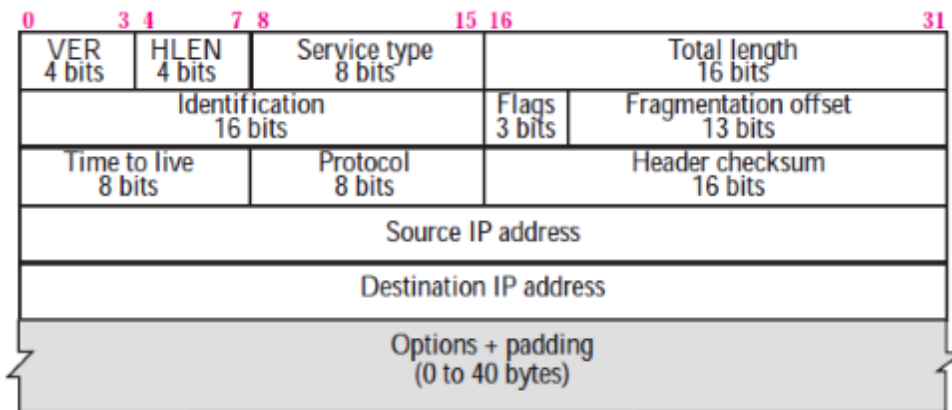 0 3 4 7 8 15 16 31
VER HLEN Service type Total length
4 bits 4 bits 8 bits 16 bits
Identification Flags Fragmentation offset
16 bits 3 bits 13 bits
Time to live Protocol Header checksum
8 bits 8 bits 16 bits
Source IP address
Destination IP address
Options + padding
(0 to 40 bytes)